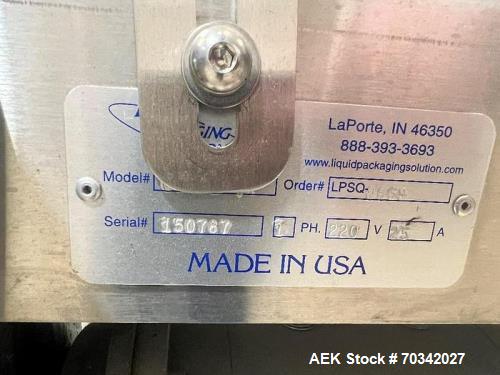 LaPorte, IN 46350
888-393-3693
www.liquidpackagingsolution.com
Model# Order# LPSQ-
Serial# 150787 1 PH. 220 V 25 A
MADE IN USA
AEK Stock # 70342027